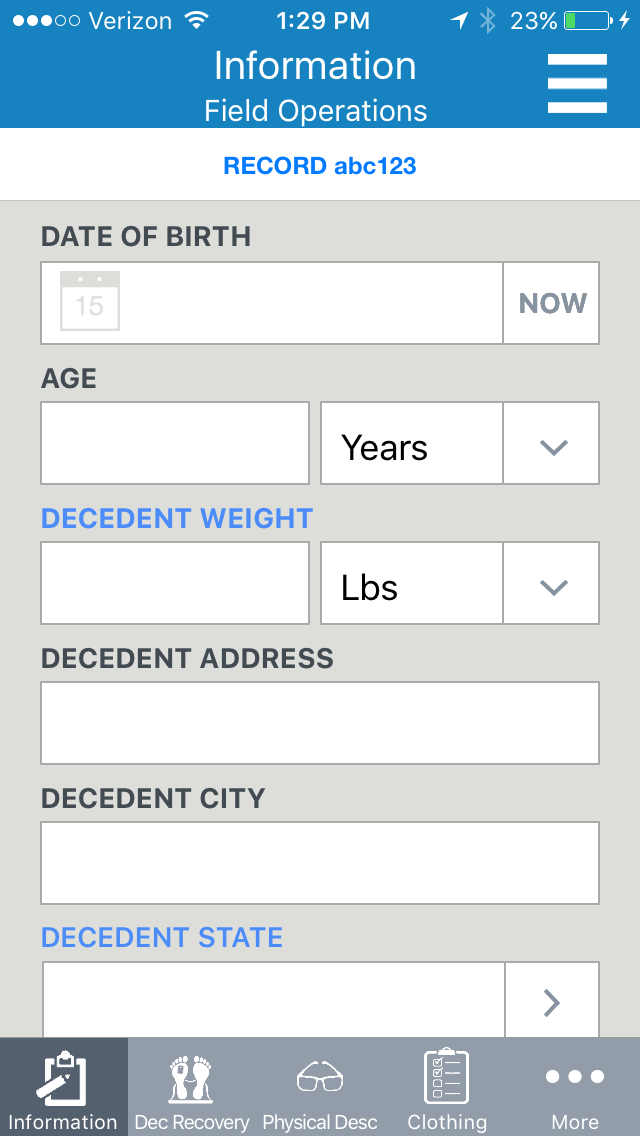 Verizon 1:29 PM 23%
Information
Field Operations
RECORD abc123
DATE OF BIRTH
15 NOW
AGE
Years
DECEDENT WEIGHT
Lbs
DECEDENT ADDRESS
DECEDENT CITY
DECEDENT STATE
Information Dec Recovery Physical Desc Clothing More